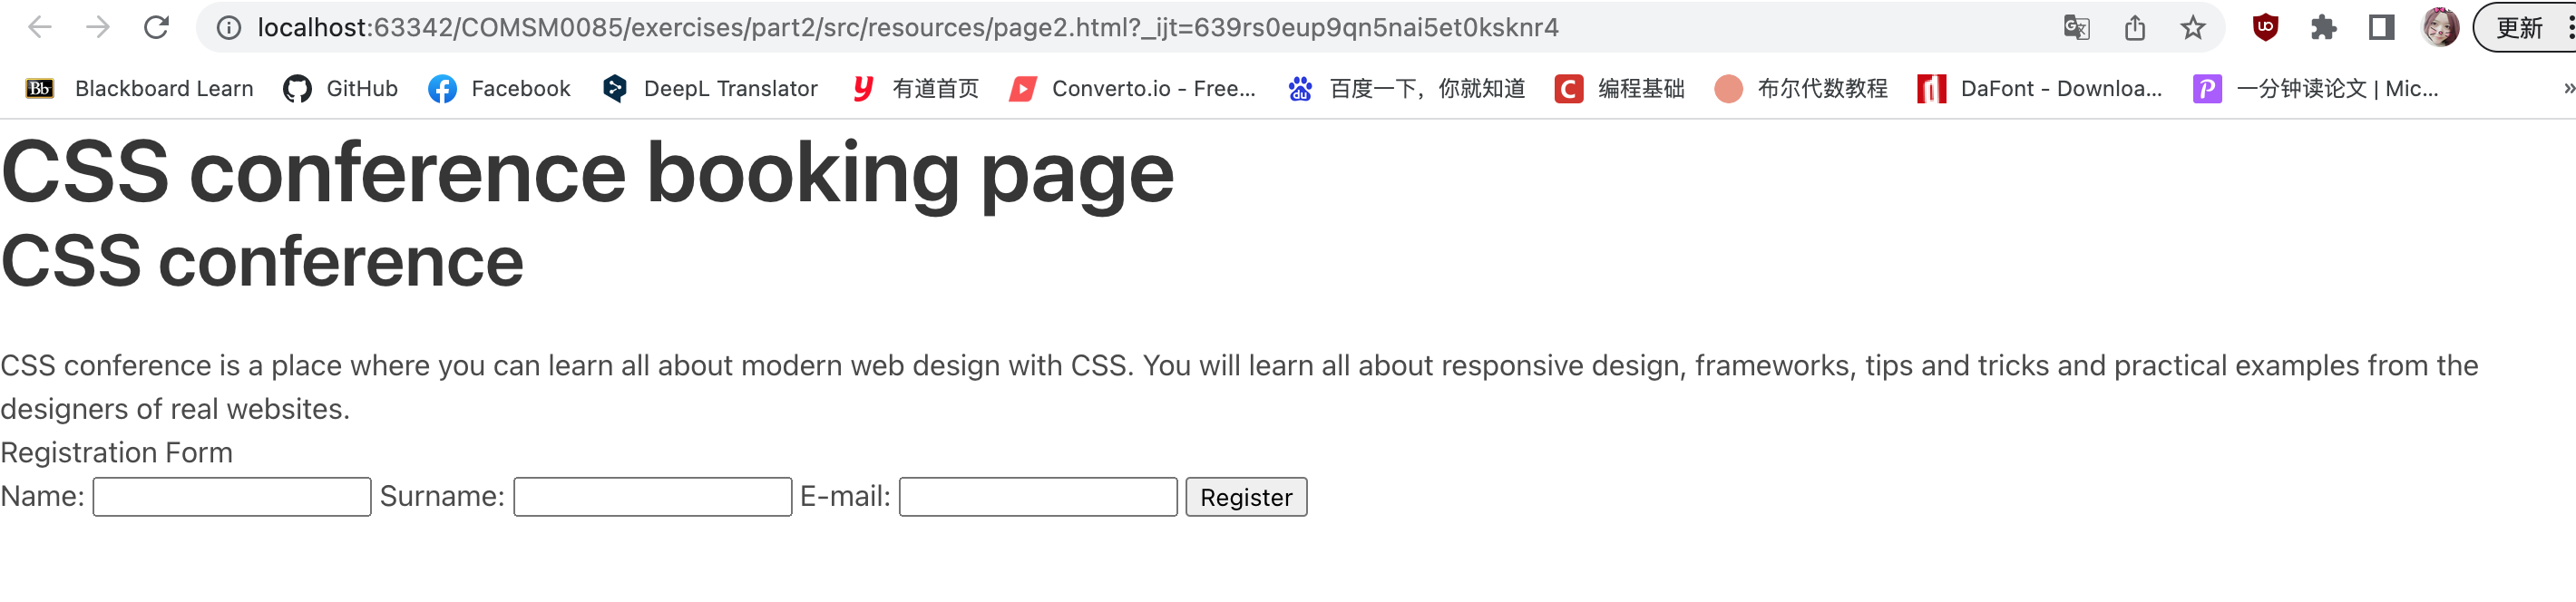 localhost:63342/COMSM0085/exercises/part2/src/resources/page2.html?_ijt=639rs0eup9qn5nai5et0ksknr4 更新
Blackboard Learn GitHub Facebook DeepL Translator 有道首页 Converto.io - Free... 百度一下，你就知道 编程基础 布尔代数教程 DaFont - Downloa... 一分钟读论文 | Mic... »
CSS conference booking page
CSS conference
CSS conference is a place where you can learn all about modern web design with CSS. You will learn all about responsive design, frameworks, tips and tricks and practical examples from the
designers of real websites.
Registration Form
Name: Surname: E-mail: Register